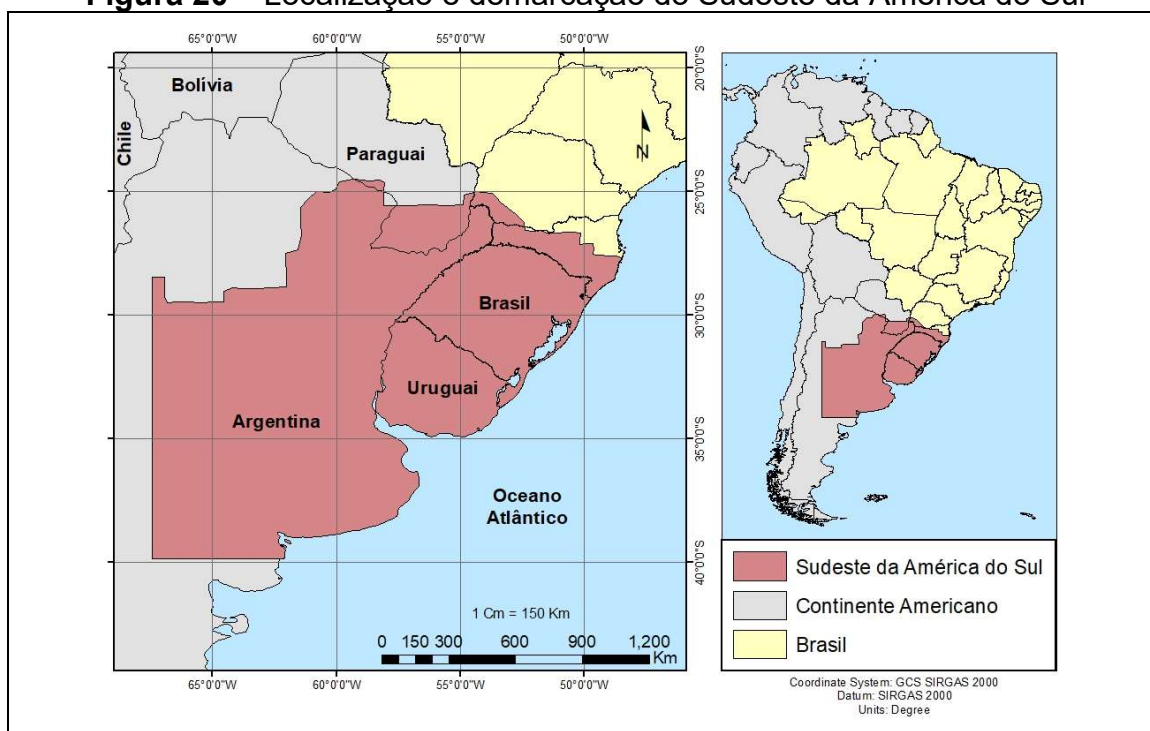 Figura 20 – Localização e demarcação do Sudeste da América do Sul
65°0'0"W 60°0'0"W 55°0'0"W 50°0'0"W
Bolívia
Chile
Paraguai
N
Brasil
Uruguai
Argentina
Oceano
Atlântico
20°0'0"S
25°0'0"S
30°0'0"S
35°0'0"S
40°0'0"S
1 Cm = 150 Km
0 150 300 600 900 1,200
Km
65°0'0"W 60°0'0"W 55°0'0"W 50°0'0"W
Sudeste da América do Sul
Continente Americano
Brasil
Coordinate System: GCS SIRGAS 2000
Datum: SIRGAS 2000
Units: Degree